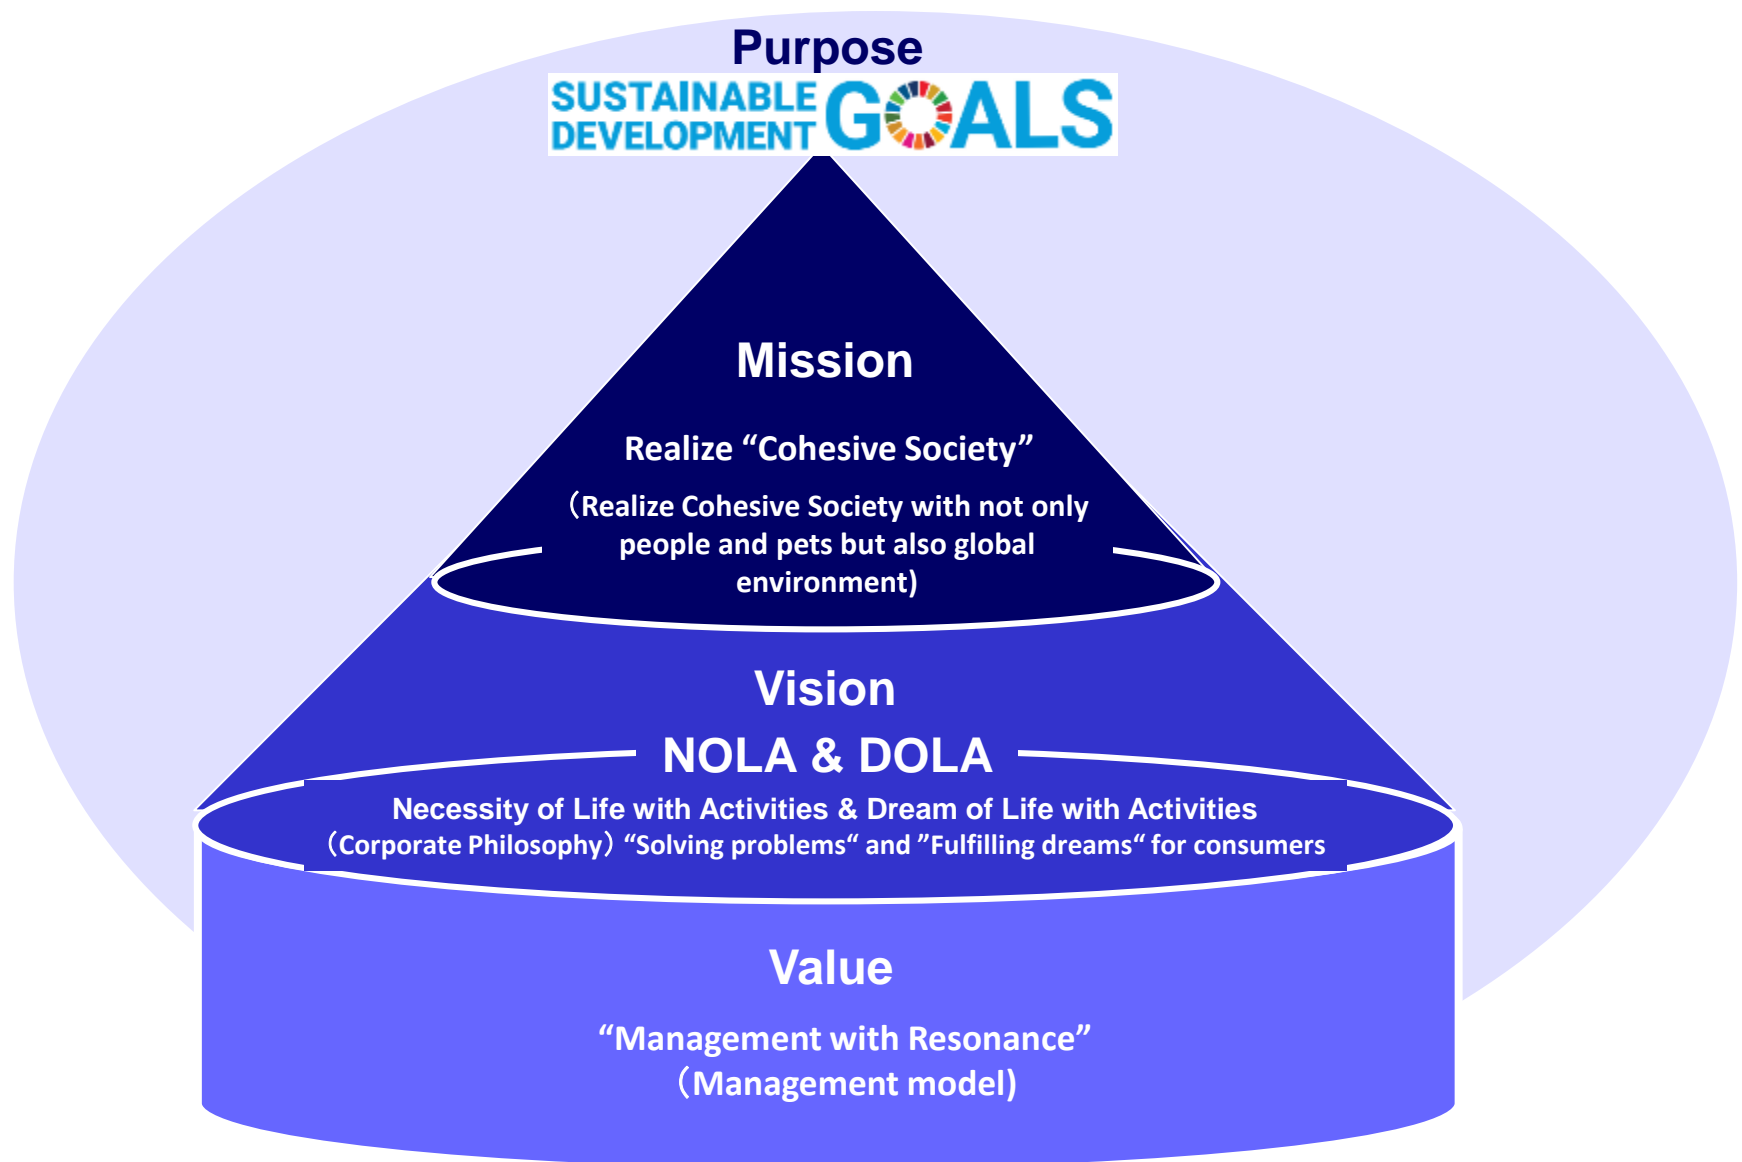 Purpose
SUSTAINABLE
DEVELOPMENT GOALS
Mission
Realize “Cohesive Society”
（Realize Cohesive Society with not only
people and pets but also global
environment)
Vision
NOLA & DOLA
Necessity of Life with Activities & Dream of Life with Activities
（Corporate Philosophy）“Solving problems“ and ”Fulfilling dreams“ for consumers
Value
“Management with Resonance”
（Management model)